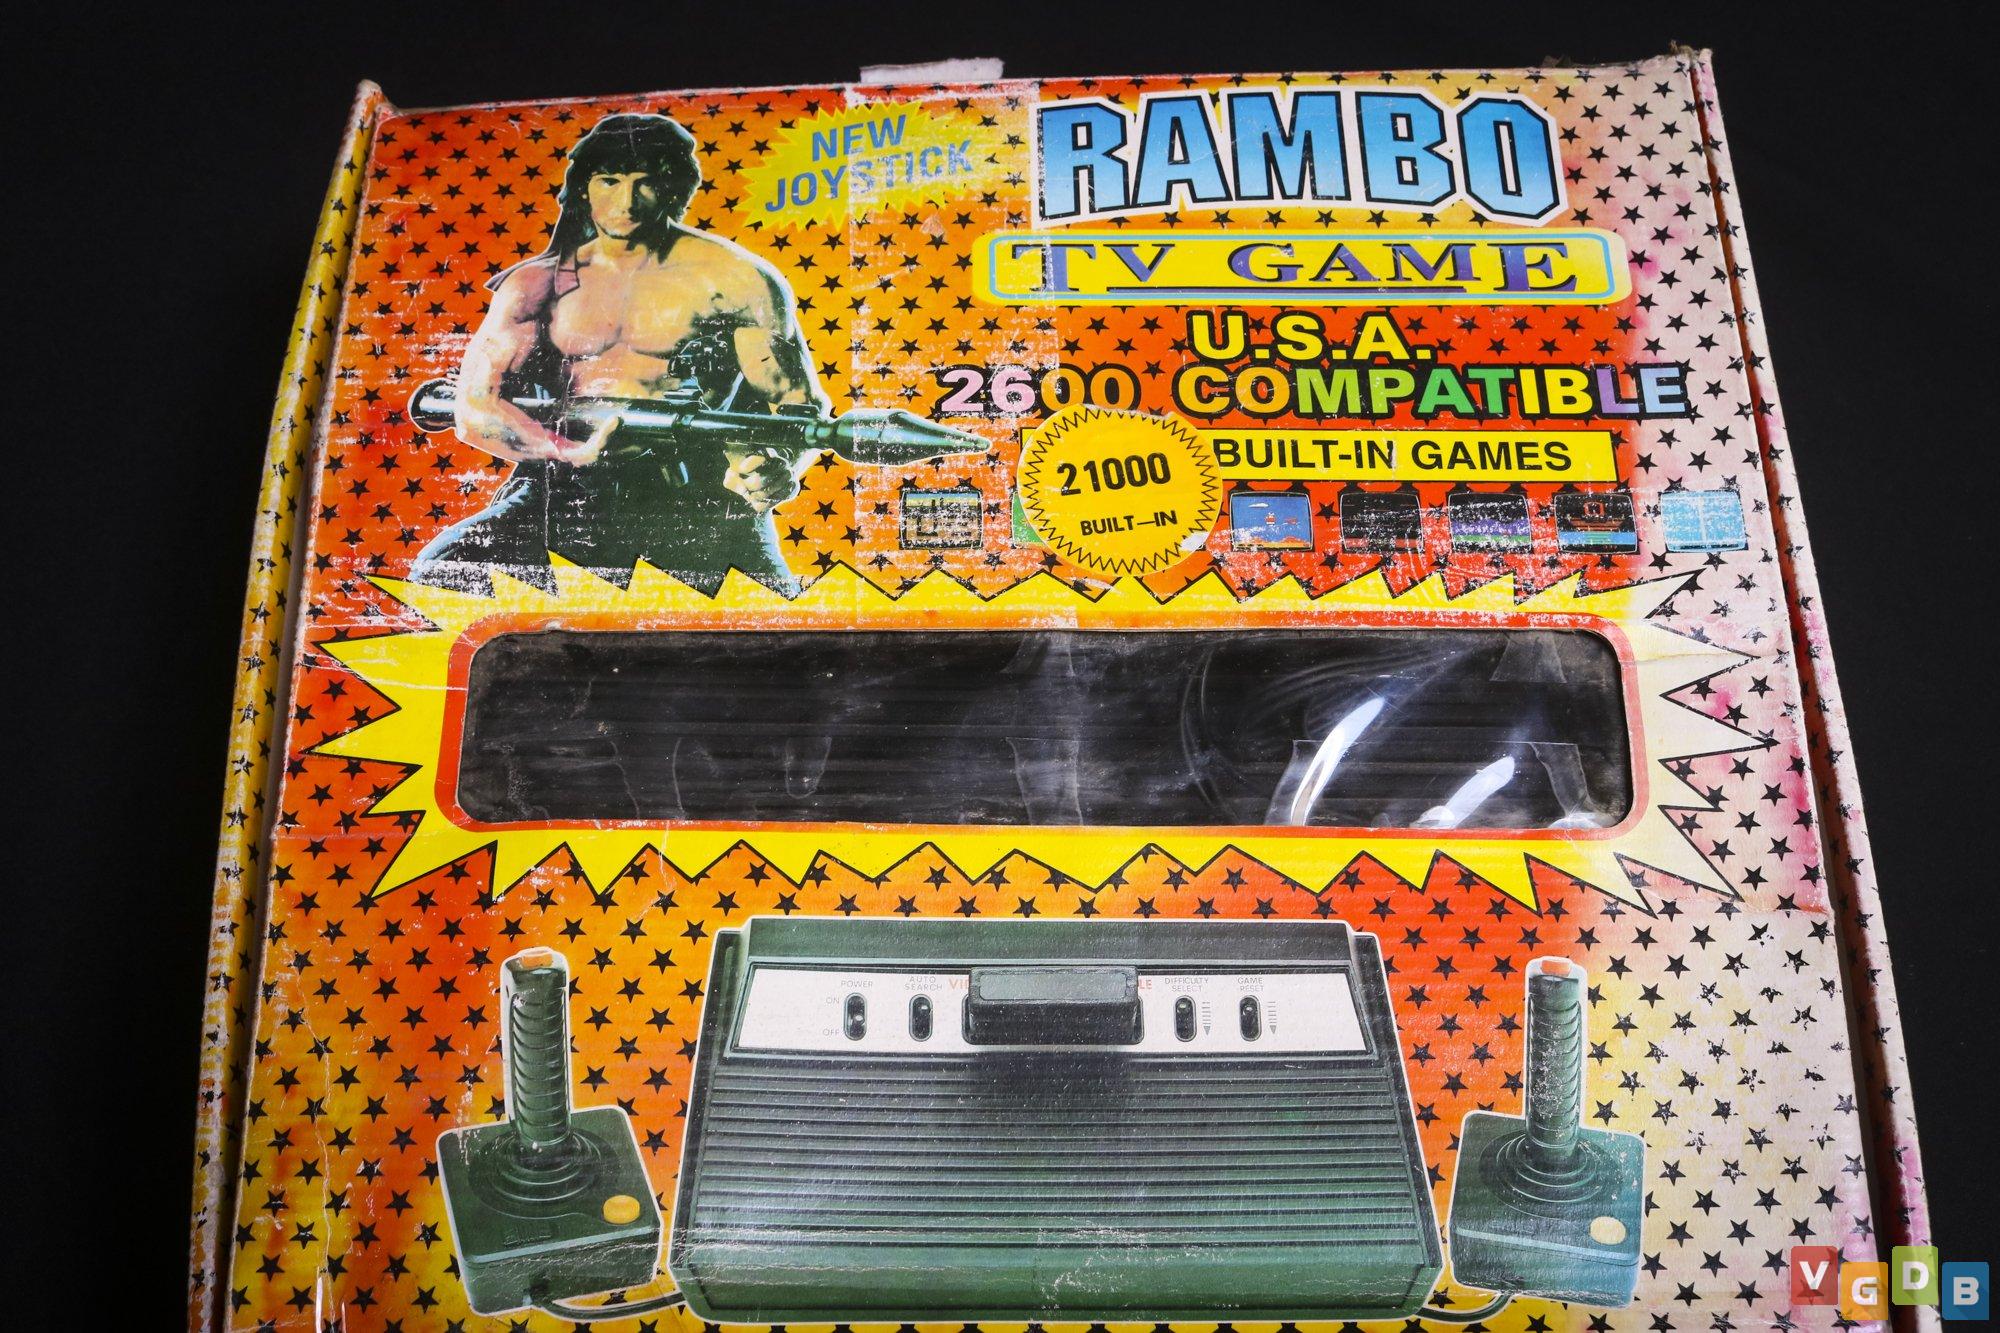 NEW
JOYSTICK
RAMBO
TV GAME
U.S.A.
2600 COMPATIBLE
BUILT-IN GAMES
21000
BUILT—IN
POWER
ON
OFF
AUTO
SEARCH
DIFFICULTY
SELECT
GAME
RESET
VGDB